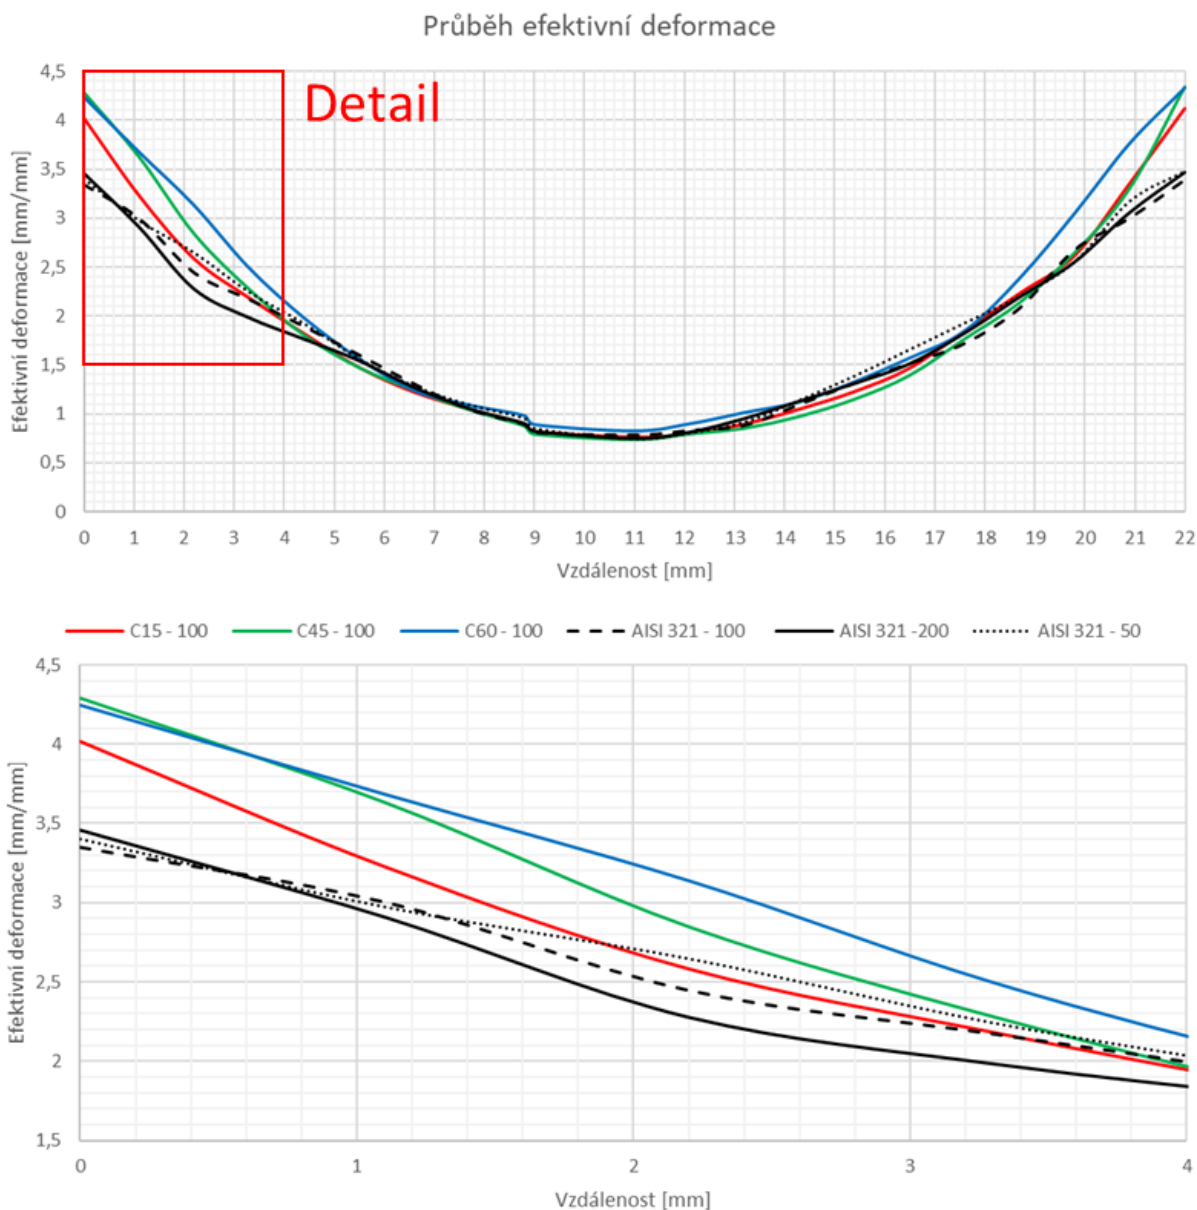 Průběh efektivní deformace
Detail
Efektivní deformace [mm/mm]
4,5
4
3,5
3
2,5
2
1,5
1
0,5
0
0 1 2 3 4 5 6 7 8 9 10 11 12 13 14 15 16 17 18 19 20 21 22
Vzdálenost [mm]
C15 - 100 C45 - 100 C60 - 100 AISI 321 - 100 AISI 321 -200 AISI 321 - 50
Efektivní deformace [mm/mm]
4,5
4
3,5
3
2,5
2
1,5
0 1 2 3 4
Vzdálenost [mm]